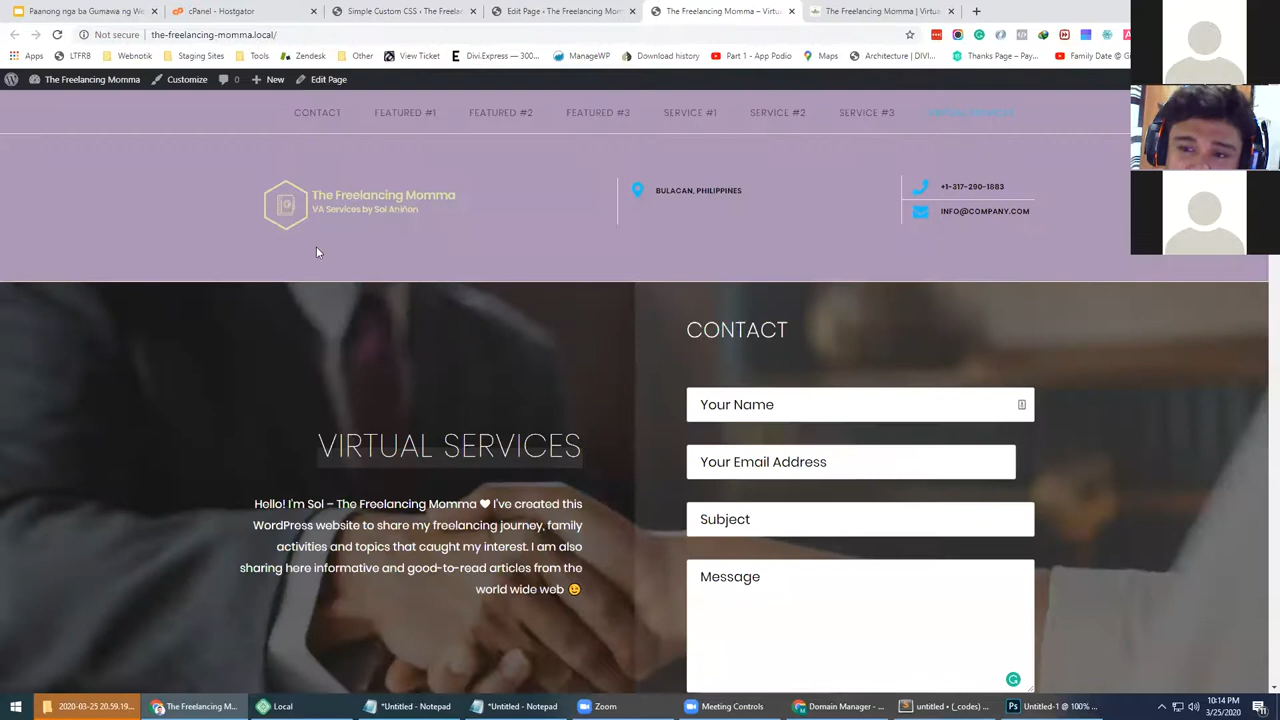 Paanong nga ba Gumawa ng We
cPanel - Hostgator
Simple Custom CSS ‹ The Freelan
Edit Page ‹ The Freelancing Mom
The Freelancing Momma – Virtu
The Freelancing Momma | Virtua
Not secure | the-freelancing-momma.local/
Apps
LTFRB
Webnotik
Staging Sites
Tools
Zendesk
Other
View Ticket
Divi.Express — 300...
ManageWP
Download history
Part 1 - App Podio
Maps
Architecture | DIVI...
Thanks Page – Pay...
Family Date @ G
The Freelancing Momma
Customize
0
New
Edit Page
CONTACT
FEATURED #1
FEATURED #2
FEATURED #3
SERVICE #1
SERVICE #2
SERVICE #3
VIRTUAL SERVICES
The Freelancing Momma
VA Services by Sol Aniñon
BULACAN, PHILIPPINES
+1-317-290-1883
INFO@COMPANY.COM
CONTACT
Your Name
Your Email Address
Subject
Message
VIRTUAL SERVICES
Hello! I'm Sol – The Freelancing Momma 🖤 I've created this
WordPress website to share my freelancing journey, family
activities and topics that caught my interest. I am also
sharing here informative and good-to-read articles from the
world wide web 😉
2020-03-25 20.59.19...
The Freelancing M...
Local
*Untitled - Notepad
*Untitled - Notepad
Zoom
Meeting Controls
Domain Manager - ...
untitled • (_codes) ...
Untitled-1 @ 100% ...
10:14 PM
3/25/2020